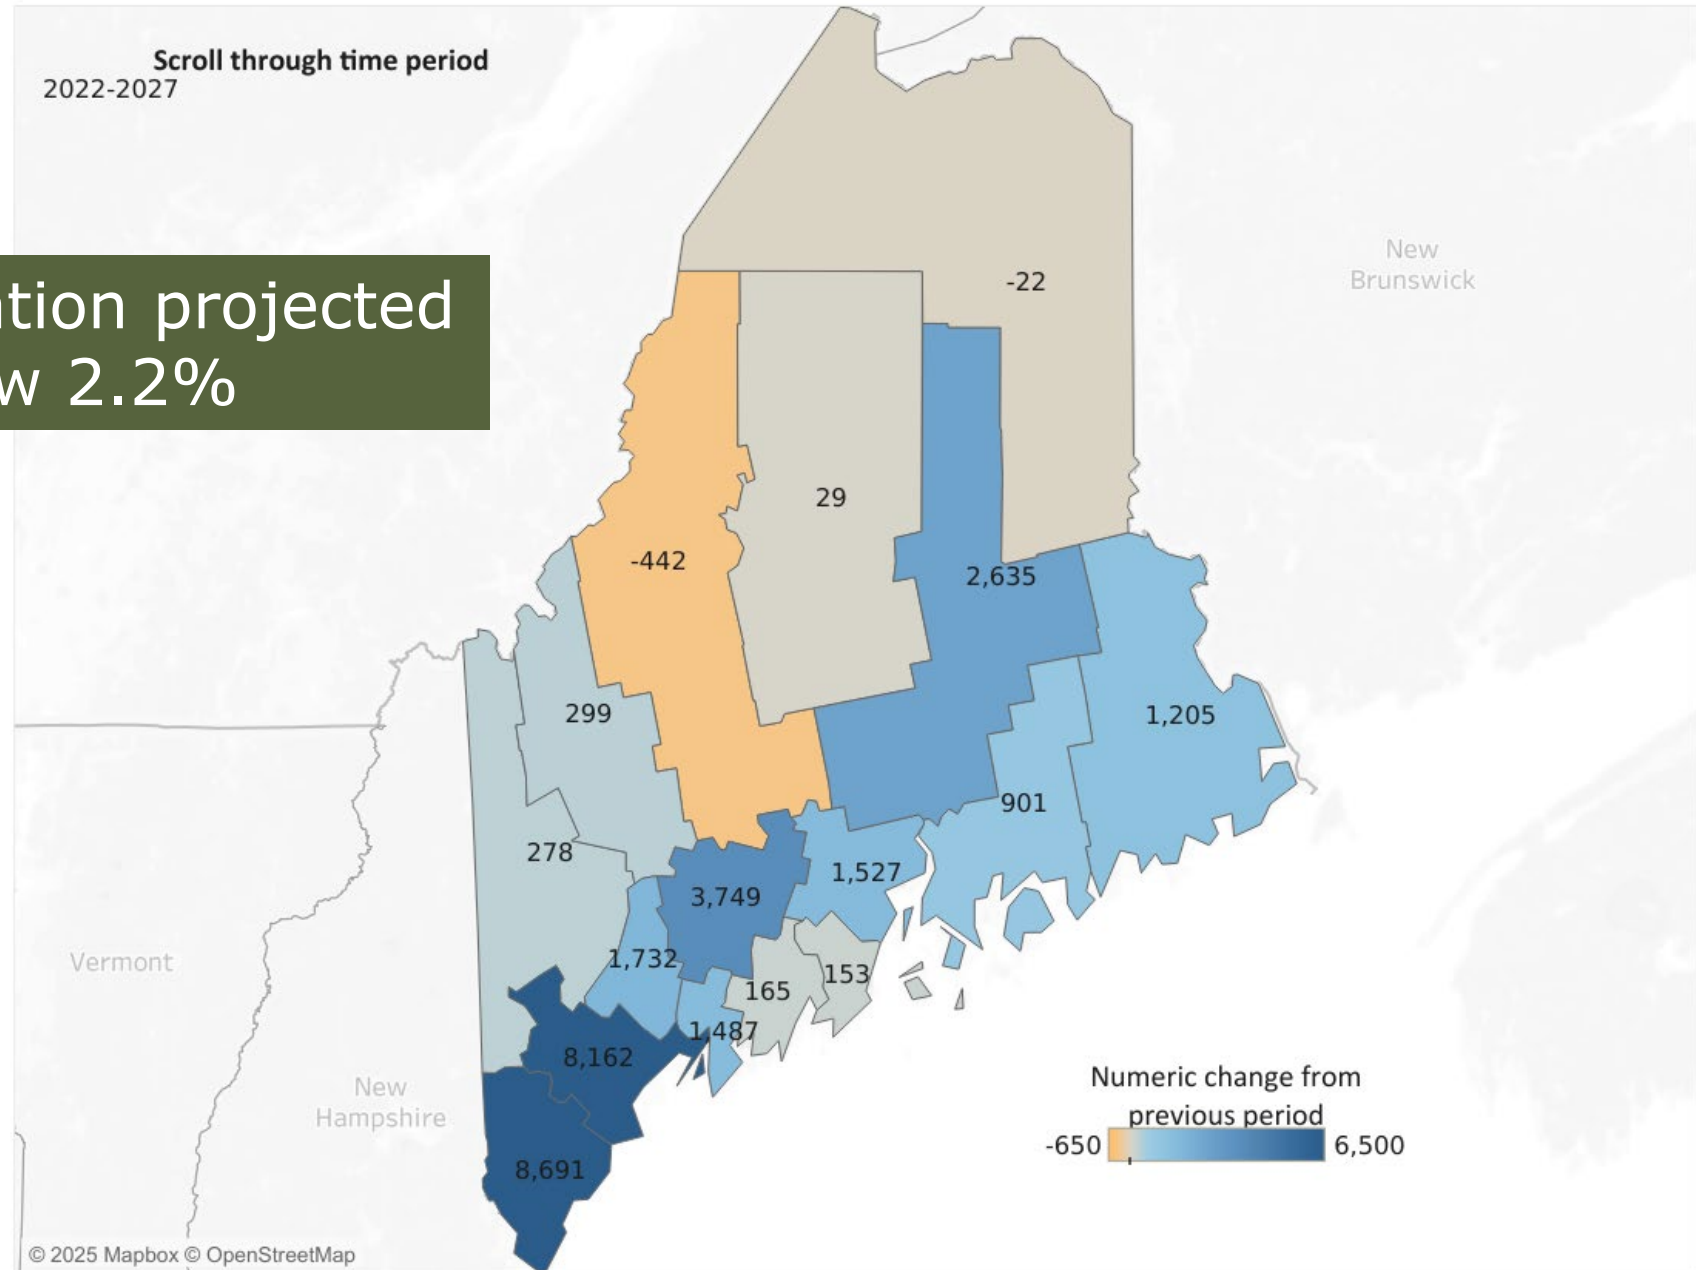 Scroll through time period
2022-2027
New
Brunswick
-22
ation projected
w 2.2%
29
-442
2,635
299
1,205
901
278
1,527
3,749
1,732
Vermont
153
165
1,487
8,162
New
Hampshire
Numeric change from
previous period
-650
6,500
8,691
© 2025 Mapbox © OpenStreetMap